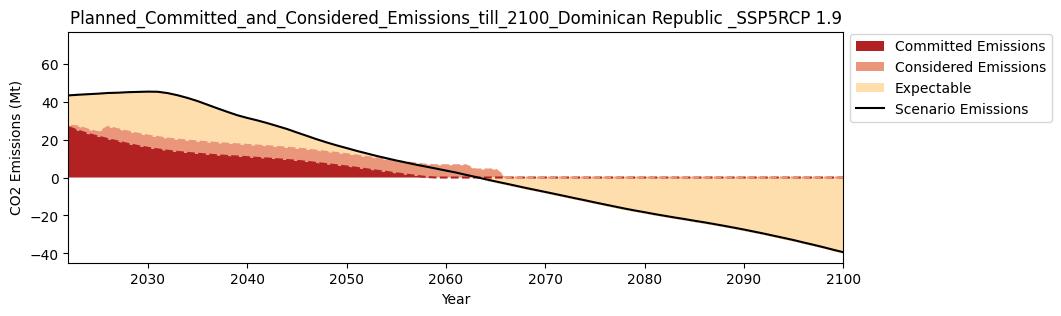 Planned_Committed_and_Considered_Emissions_till_2100_Dominican Republic _SSP5RCP 1.9
CO2 Emissions (Mt)
60
40
20
0
−20
−40
2030 2040 2050 2060 2070 2080 2090 2100
Year
Committed Emissions
Considered Emissions
Expectable
Scenario Emissions